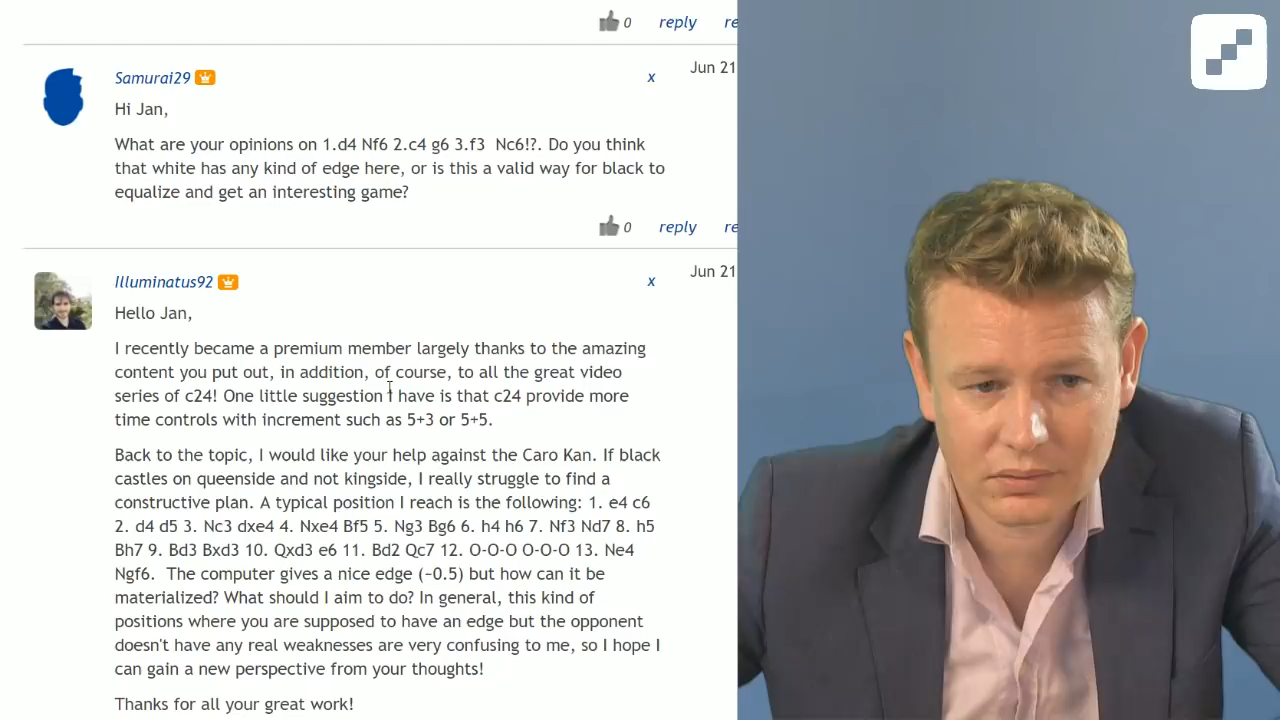 0 reply re
Samurai29 x Jun 21
Hi Jan,
What are your opinions on 1.d4 Nf6 2.c4 g6 3.f3 Nc6!?. Do you think
that white has any kind of edge here, or is this a valid way for black to
equalize and get an interesting game?
0 reply re
Illuminatus92 x Jun 21
Hello Jan,
I recently became a premium member largely thanks to the amazing
content you put out, in addition, of course, to all the great video
series of c24! One little suggestion I have is that c24 provide more
time controls with increment such as 5+3 or 5+5.
Back to the topic, I would like your help against the Caro Kan. If black
castles on queenside and not kingside, I really struggle to find a
constructive plan. A typical position I reach is the following: 1. e4 c6
2. d4 d5 3. Nc3 dxe4 4. Nxe4 Bf5 5. Ng3 Bg6 6. h4 h6 7. Nf3 Nd7 8. h5
Bh7 9. Bd3 Bxd3 10. Qxd3 e6 11. Bd2 Qc7 12. O-O-O O-O-O 13. Ne4
Ngf6. The computer gives a nice edge (~0.5) but how can it be
materialized? What should I aim to do? In general, this kind of
positions where you are supposed to have an edge but the opponent
doesn't have any real weaknesses are very confusing to me, so I hope I
can gain a new perspective from your thoughts!
Thanks for all your great work!